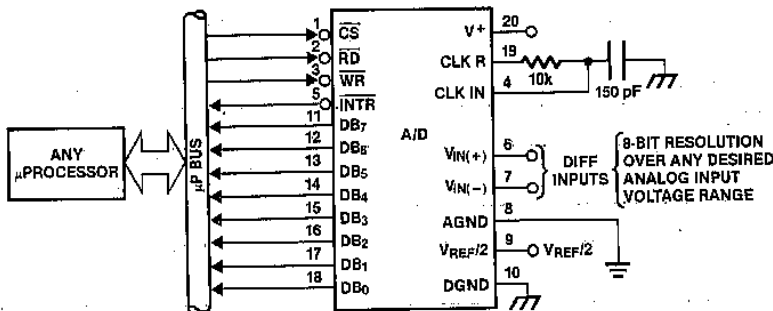 ANY
µPROCESSOR
µP BUS
1 CS
2 RD
3 WR
5 INTR
11 DB7
12 DB6
13 DB5
14 DB4
15 DB3
16 DB2
17 DB1
18 DB0
A/D
V+ 20
CLK R 19
10k
CLK IN 4
150 pF
VIN(+) 6
VIN(–) 7
DIFF
INPUTS
8-BIT RESOLUTION
OVER ANY DESIRED
ANALOG INPUT
VOLTAGE RANGE
AGND 8
VREF/2 9 VREF/2
DGND 10